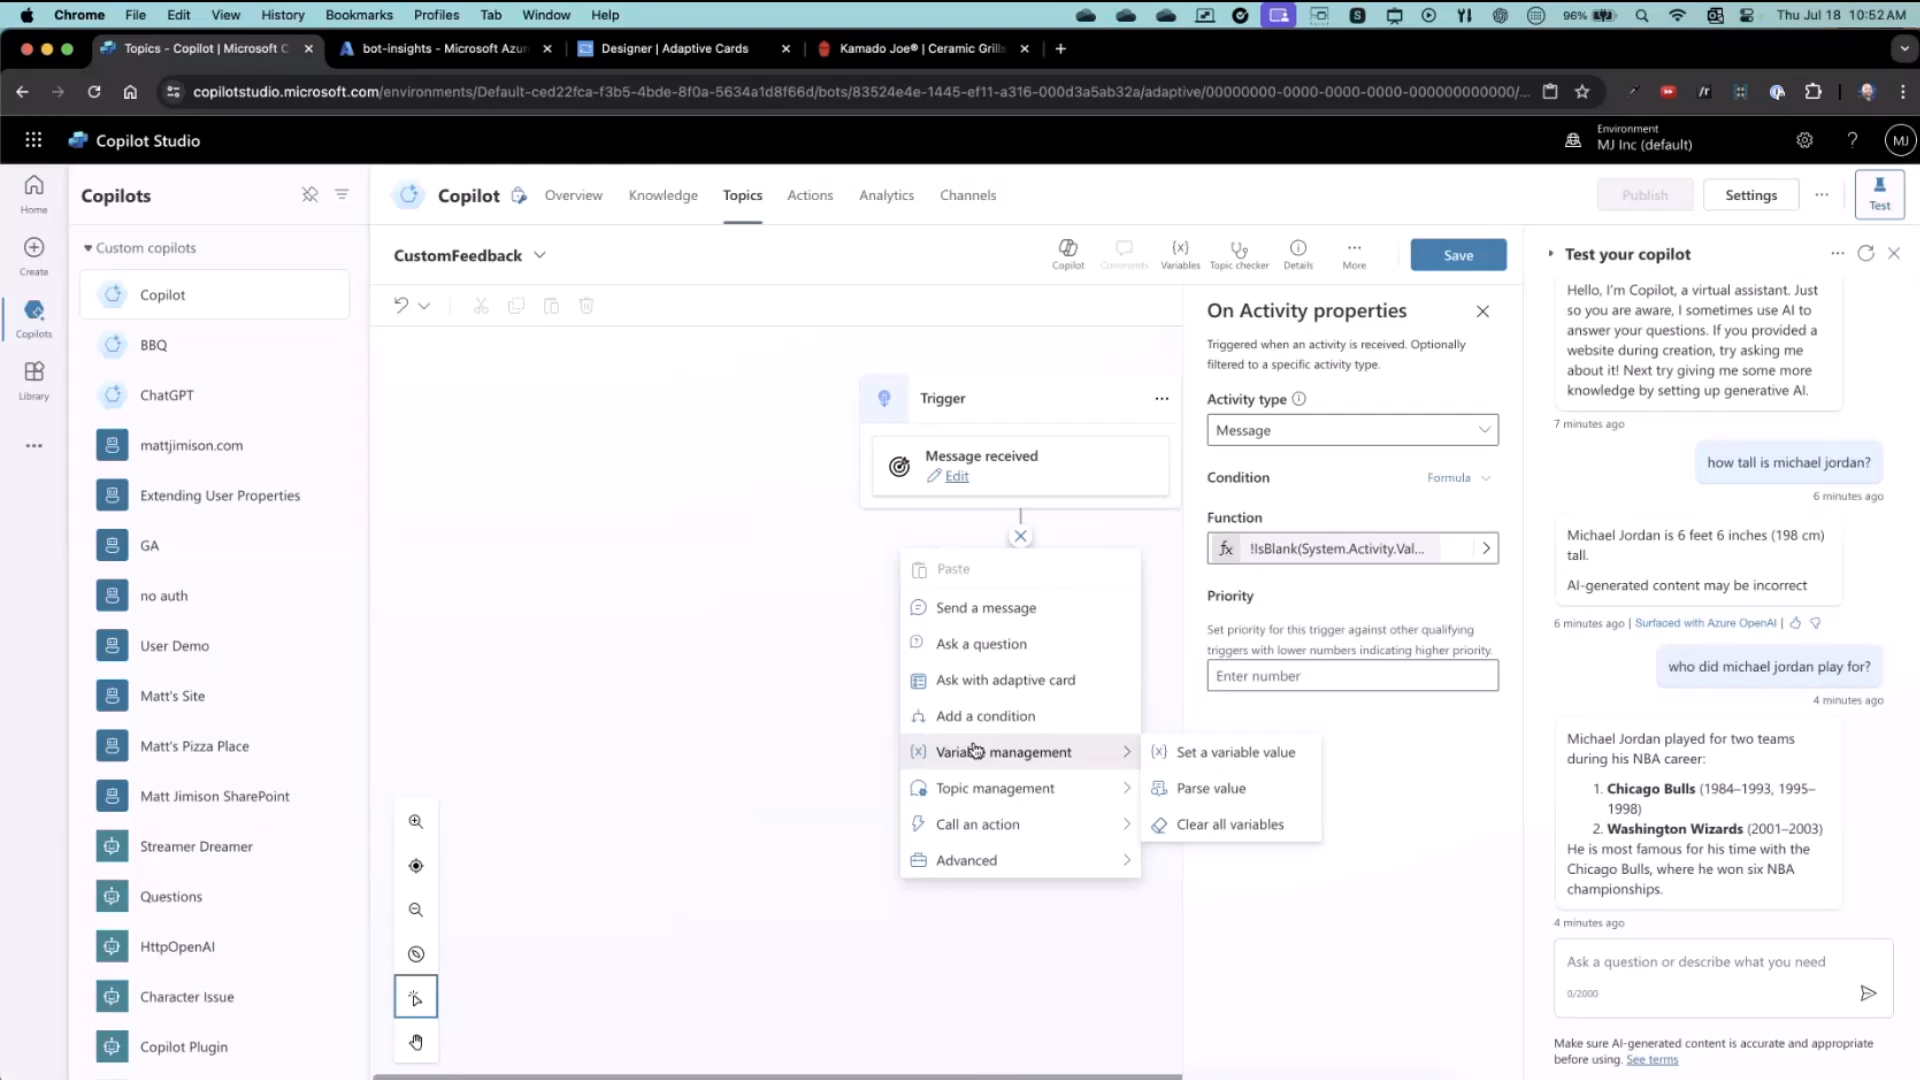 Chrome File Edit View History Bookmarks Profiles Tab Window Help 96% Thu Jul 18 10:52 AM
Topics - Copilot | Microsoft C
bot-insights - Microsoft Azu
Designer | Adaptive Cards
Kamado Joe® | Ceramic Grills
copilotstudio.microsoft.com/environments/Default-ced22fca-f3b5-4bde-8f0a-5634a1d8f66d/bots/83524e4e-1445-ef11-a316-000d3a5ab32a/adaptive/00000000-0000-0000-0000-000000000000/...
Copilot Studio
Environment
MJ Inc (default)
MJ
Home
Create
Copilots
Library
Copilots
Custom copilots
Copilot
BBQ
ChatGPT
mattjimison.com
Extending User Properties
GA
no auth
User Demo
Matt's Site
Matt's Pizza Place
Matt Jimison SharePoint
Streamer Dreamer
Questions
HttpOpenAI
Character Issue
Copilot Plugin
Copilot
Overview
Knowledge
Topics
Actions
Analytics
Channels
Publish
Settings
Test
CustomFeedback
Copilot
Comments
Variables
Topic checker
Details
More
Save
Trigger
Message received
Edit
Paste
Send a message
Ask a question
Ask with adaptive card
Add a condition
Variable management
Topic management
Call an action
Advanced
Set a variable value
Parse value
Clear all variables
On Activity properties
Triggered when an activity is received. Optionally
filtered to a specific activity type.
Activity type
Message
Condition
Formula
Function
fx !IsBlank(System.Activity.Val...
Priority
Set priority for this trigger against other qualifying
triggers with lower numbers indicating higher priority.
Enter number
Test your copilot
Hello, I'm Copilot, a virtual assistant. Just
so you are aware, I sometimes use AI to
answer your questions. If you provided a
website during creation, try asking me
about it! Next try giving me some more
knowledge by setting up generative AI.
7 minutes ago
how tall is michael jordan?
6 minutes ago
Michael Jordan is 6 feet 6 inches (198 cm)
tall.
AI-generated content may be incorrect
6 minutes ago | Surfaced with Azure OpenAI |
who did michael jordan play for?
4 minutes ago
Michael Jordan played for two teams
during his NBA career:
1. Chicago Bulls (1984–1993, 1995–
1998)
2. Washington Wizards (2001–2003)
He is most famous for his time with the
Chicago Bulls, where he won six NBA
championships.
4 minutes ago
Ask a question or describe what you need
0/2000
Make sure AI-generated content is accurate and appropriate
before using. See terms